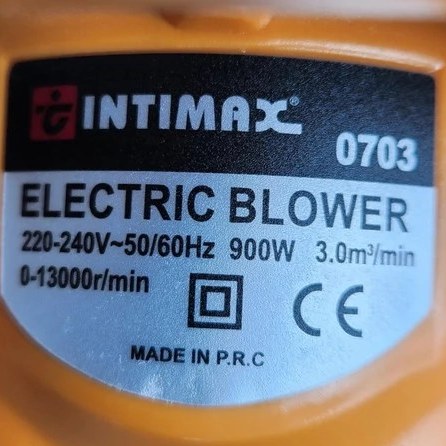 INTIMAX®
0703
ELECTRIC BLOWER
220-240V~50/60Hz 900W 3.0m³/min
0-13000r/min
CE
MADE IN P.R.C